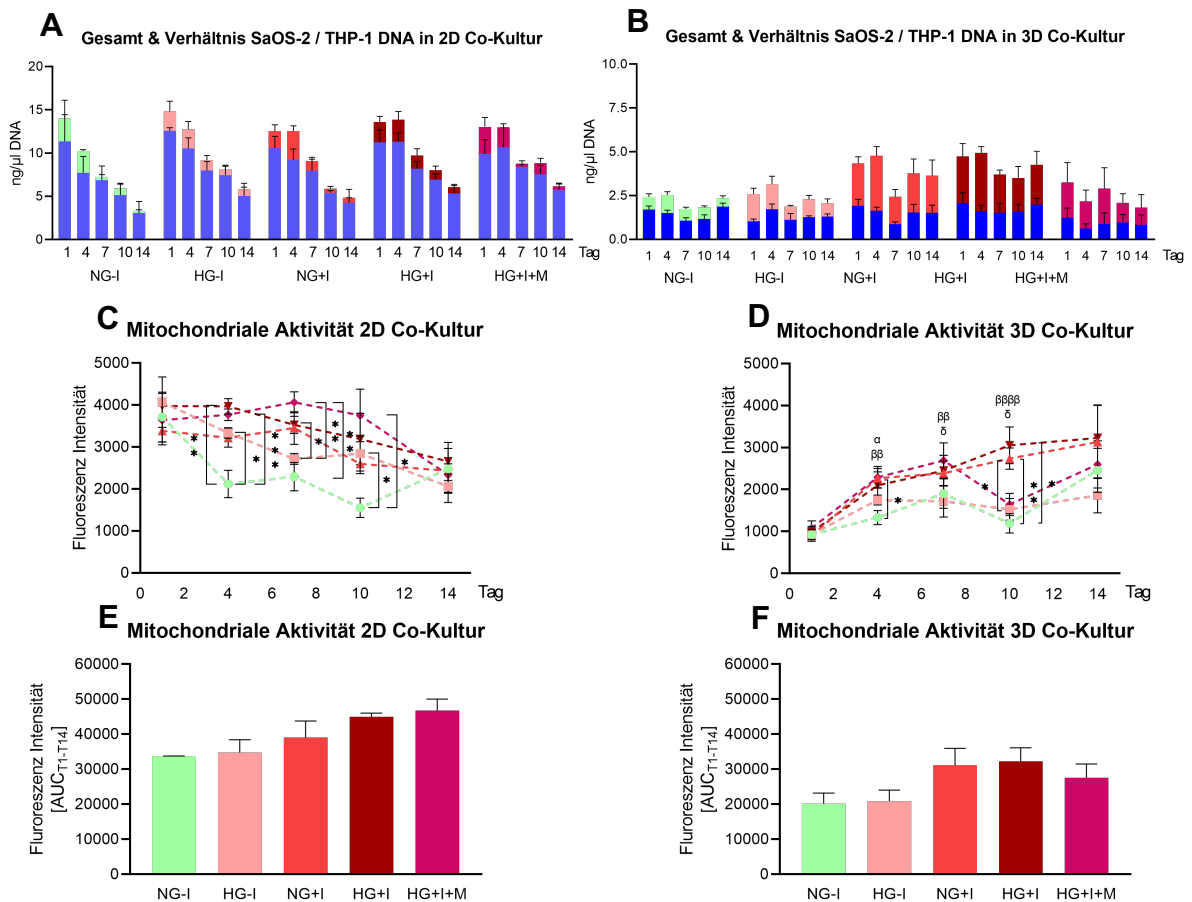 A
Gesamt & Verhältnis SaOS-2 / THP-1 DNA in 2D Co-Kultur
ng/µl DNA
20
15
10
5
0
1 4 7 10 14 1 4 7 10 14 1 4 7 10 14 1 4 7 10 14 1 4 7 10 14 Tag
NG-I HG-I NG+I HG+I HG+I+M
B
Gesamt & Verhältnis SaOS-2 / THP-1 DNA in 3D Co-Kultur
ng/µl DNA
10.0
7.5
5.0
2.5
0.0
1 4 7 10 14 1 4 7 10 14 1 4 7 10 14 1 4 7 10 14 1 4 7 10 14 Tag
NG-I HG-I NG+I HG+I HG+I+M
C
Mitochondriale Aktivität 2D Co-Kultur
Fluoreszenz Intensität
5000
4000
3000
2000
1000
0
* * * * * * * * * * * * * *
0 2 4 6 8 10 12 14 Tag
D
Mitochondriale Aktivität 3D Co-Kultur
Fluoreszenz Intensität
5000
4000
3000
2000
1000
0
α
ββ
ββ
δ
ββββ
δ
* * * * *
0 2 4 6 8 10 12 14 Tag
E
Mitochondriale Aktivität 2D Co-Kultur
Fluroreszenz Intensität
[AUCT1-T14]
60000
50000
40000
30000
20000
10000
0
NG-I HG-I NG+I HG+I HG+I+M
F
Mitochondriale Aktivität 3D Co-Kultur
Fluroreszenz Intensität
[AUCT1-T14]
60000
50000
40000
30000
20000
10000
0
NG-I HG-I NG+I HG+I HG+I+M